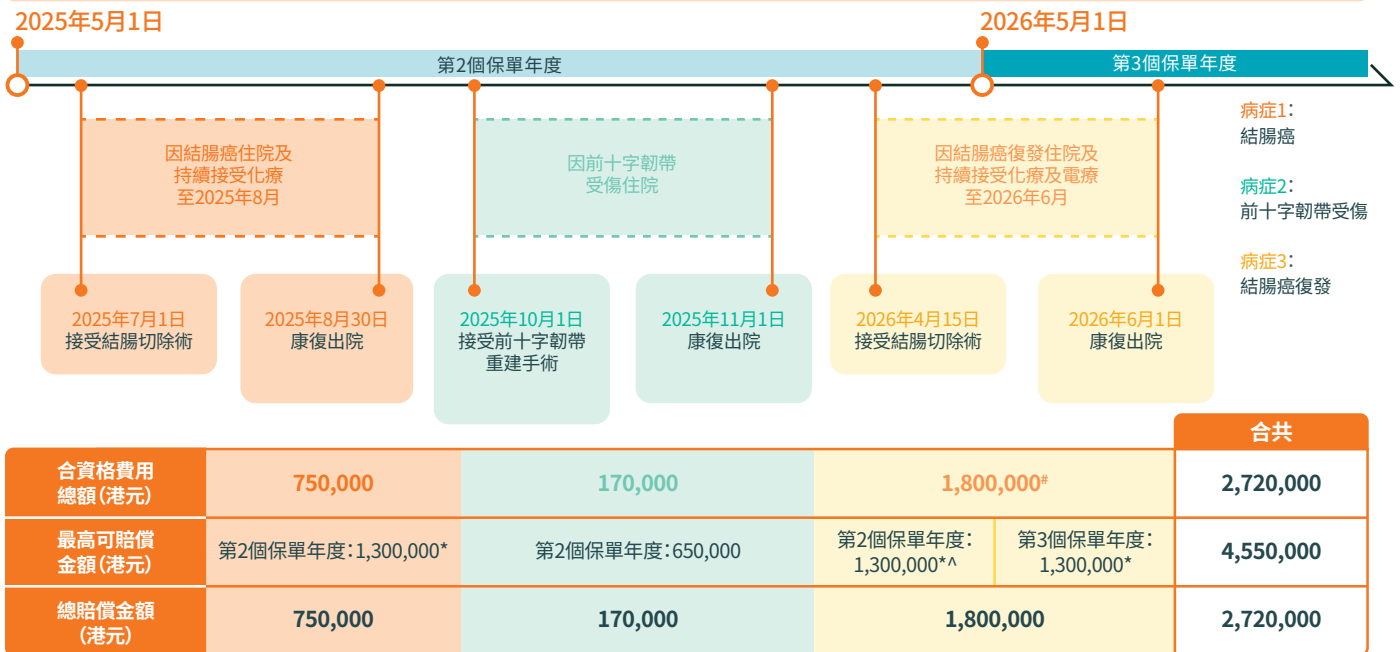 2025年5月1日
2026年5月1日
第2個保單年度
第3個保單年度
因結腸癌住院及
持續接受化療
至2025年8月
因前十字韌帶
受傷住院
因結腸癌復發住院及
持續接受化療及電療
至2026年6月
病症1：
結腸癌
病症2：
前十字韌帶受傷
病症3：
結腸癌復發
2025年7月1日
接受結腸切除術
2025年8月30日
康復出院
2025年10月1日
接受前十字韌帶
重建手術
2025年11月1日
康復出院
2026年4月15日
接受結腸切除術
2026年6月1日
康復出院
合共
合資格費用
總額（港元）
750,000
170,000
1,800,000#
2,720,000
最高可賠償
金額（港元）
第2個保單年度：1,300,000*
第2個保單年度：650,000
第2個保單年度：
1,300,000*^
第3個保單年度：
1,300,000*
4,550,000
總賠償金額
（港元）
750,000
170,000
1,800,000
2,720,000